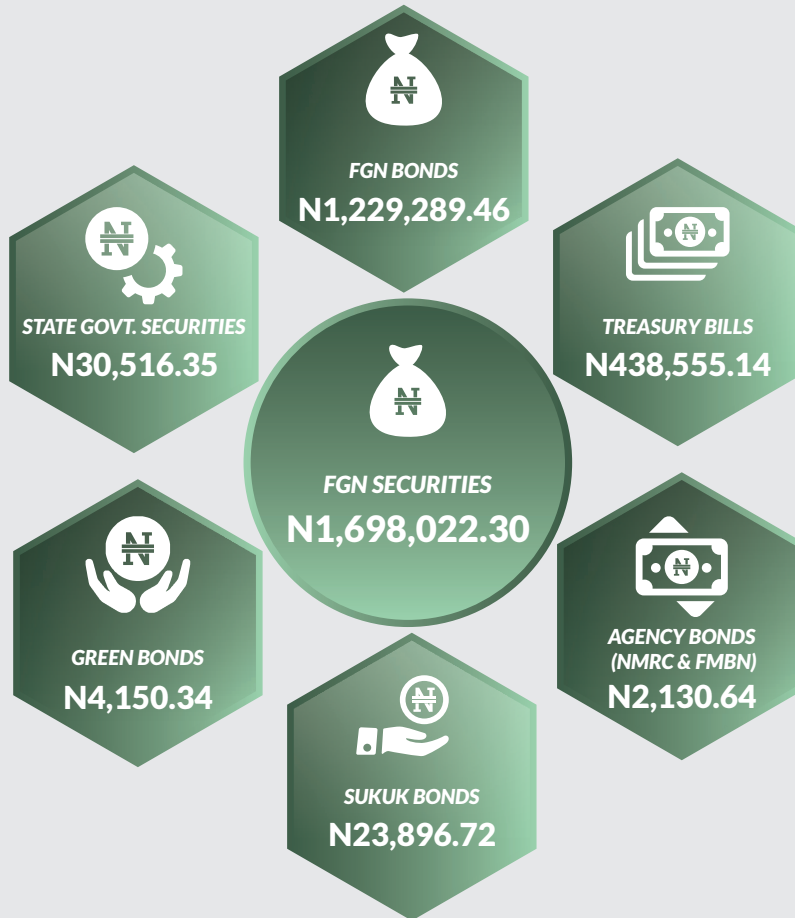 FGN BONDS
N1,229,289.46
STATE GOVT. SECURITIES
N30,516.35
TREASURY BILLS
N438,555.14
FGN SECURITIES
N1,698,022.30
GREEN BONDS
N4,150.34
AGENCY BONDS
(NMRC & FMBN)
N2,130.64
SUKUK BONDS
N23,896.72